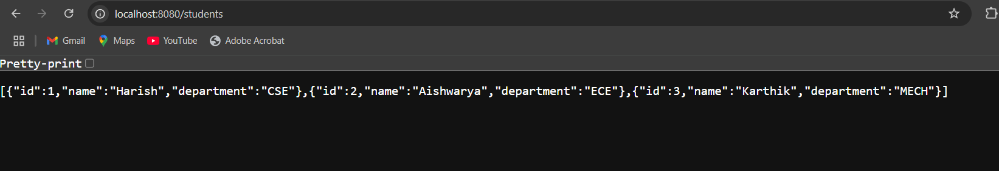 localhost:8080/students
Gmail Maps YouTube Adobe Acrobat
Pretty-print
[{"id":1,"name":"Harish","department":"CSE"},{"id":2,"name":"Aishwarya","department":"ECE"},{"id":3,"name":"Karthik","department":"MECH"}]